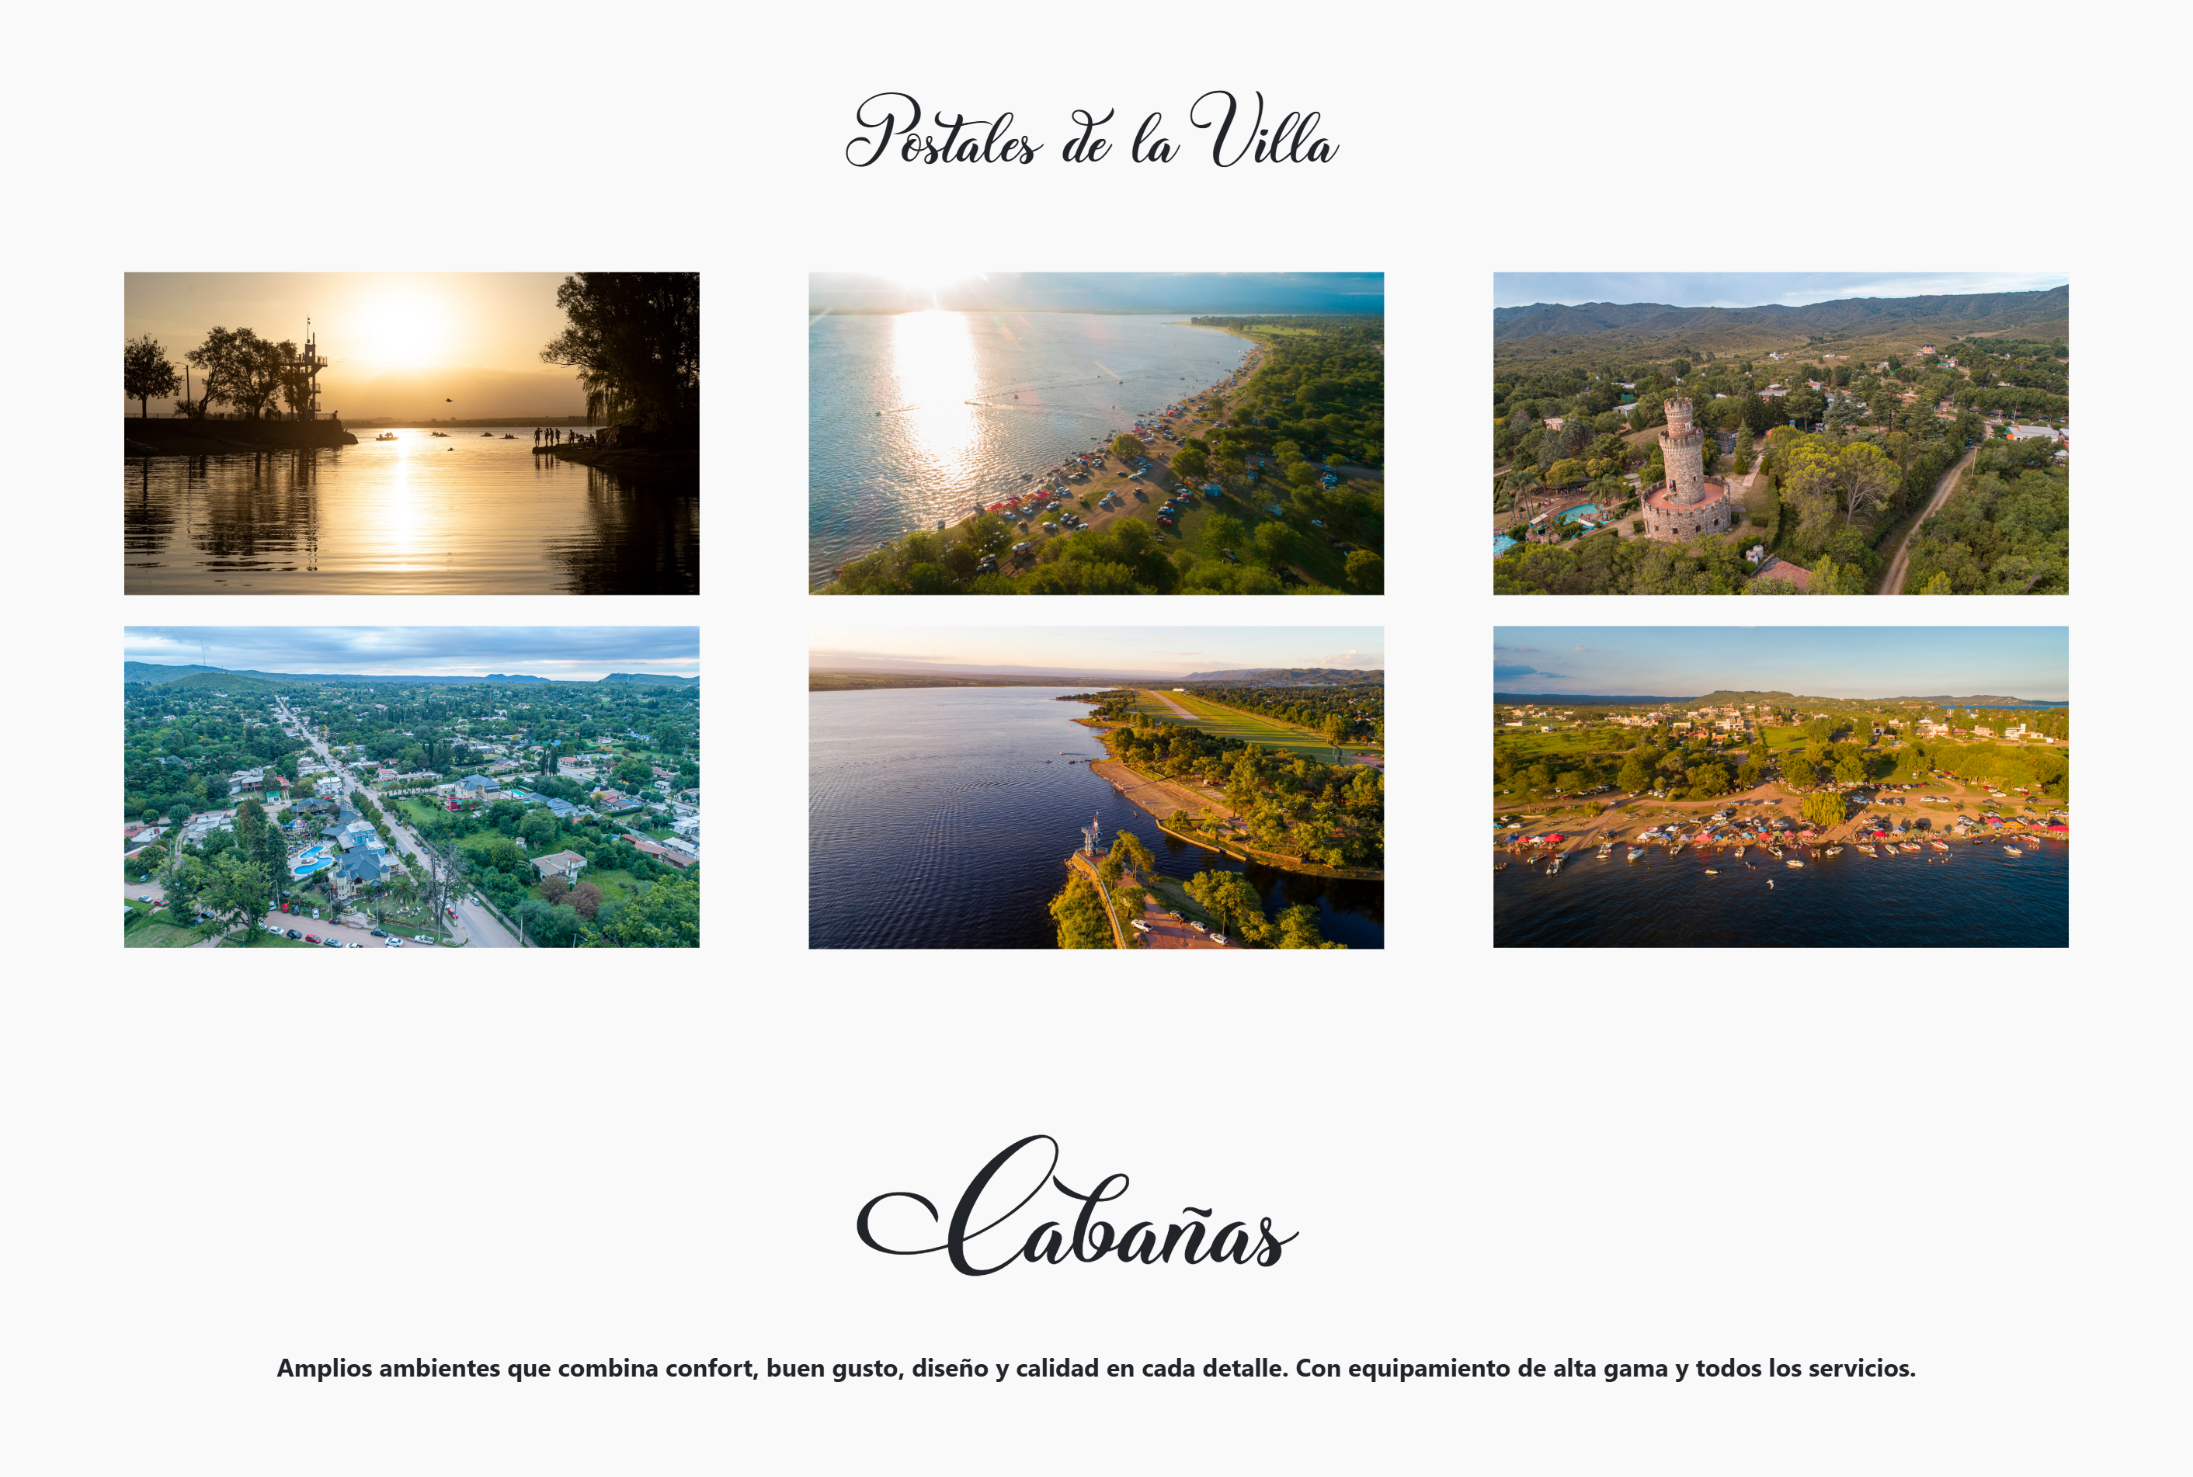 Postales de la Villa
Cabañas
Amplios ambientes que combina confort, buen gusto, diseño y calidad en cada detalle. Con equipamiento de alta gama y todos los servicios.